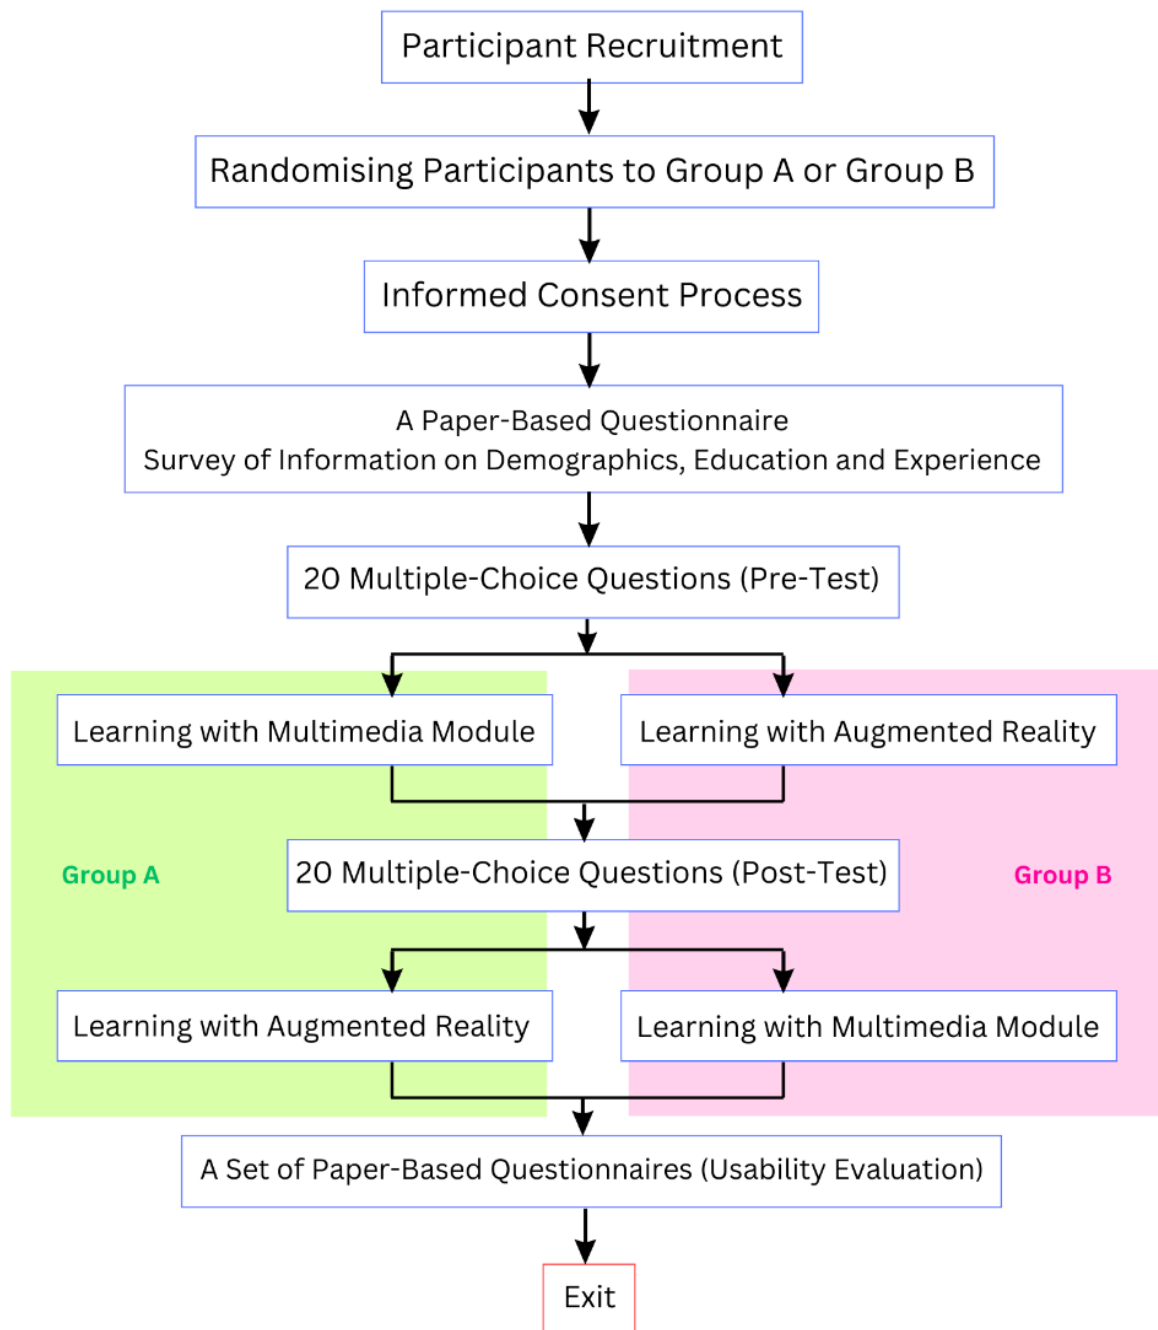 Participant Recruitment
Randomising Participants to Group A or Group B
Informed Consent Process
A Paper-Based Questionnaire
Survey of Information on Demographics, Education and Experience
20 Multiple-Choice Questions (Pre-Test)
Learning with Multimedia Module
Learning with Augmented Reality
Group A
20 Multiple-Choice Questions (Post-Test)
Group B
Learning with Augmented Reality
Learning with Multimedia Module
A Set of Paper-Based Questionnaires (Usability Evaluation)
Exit